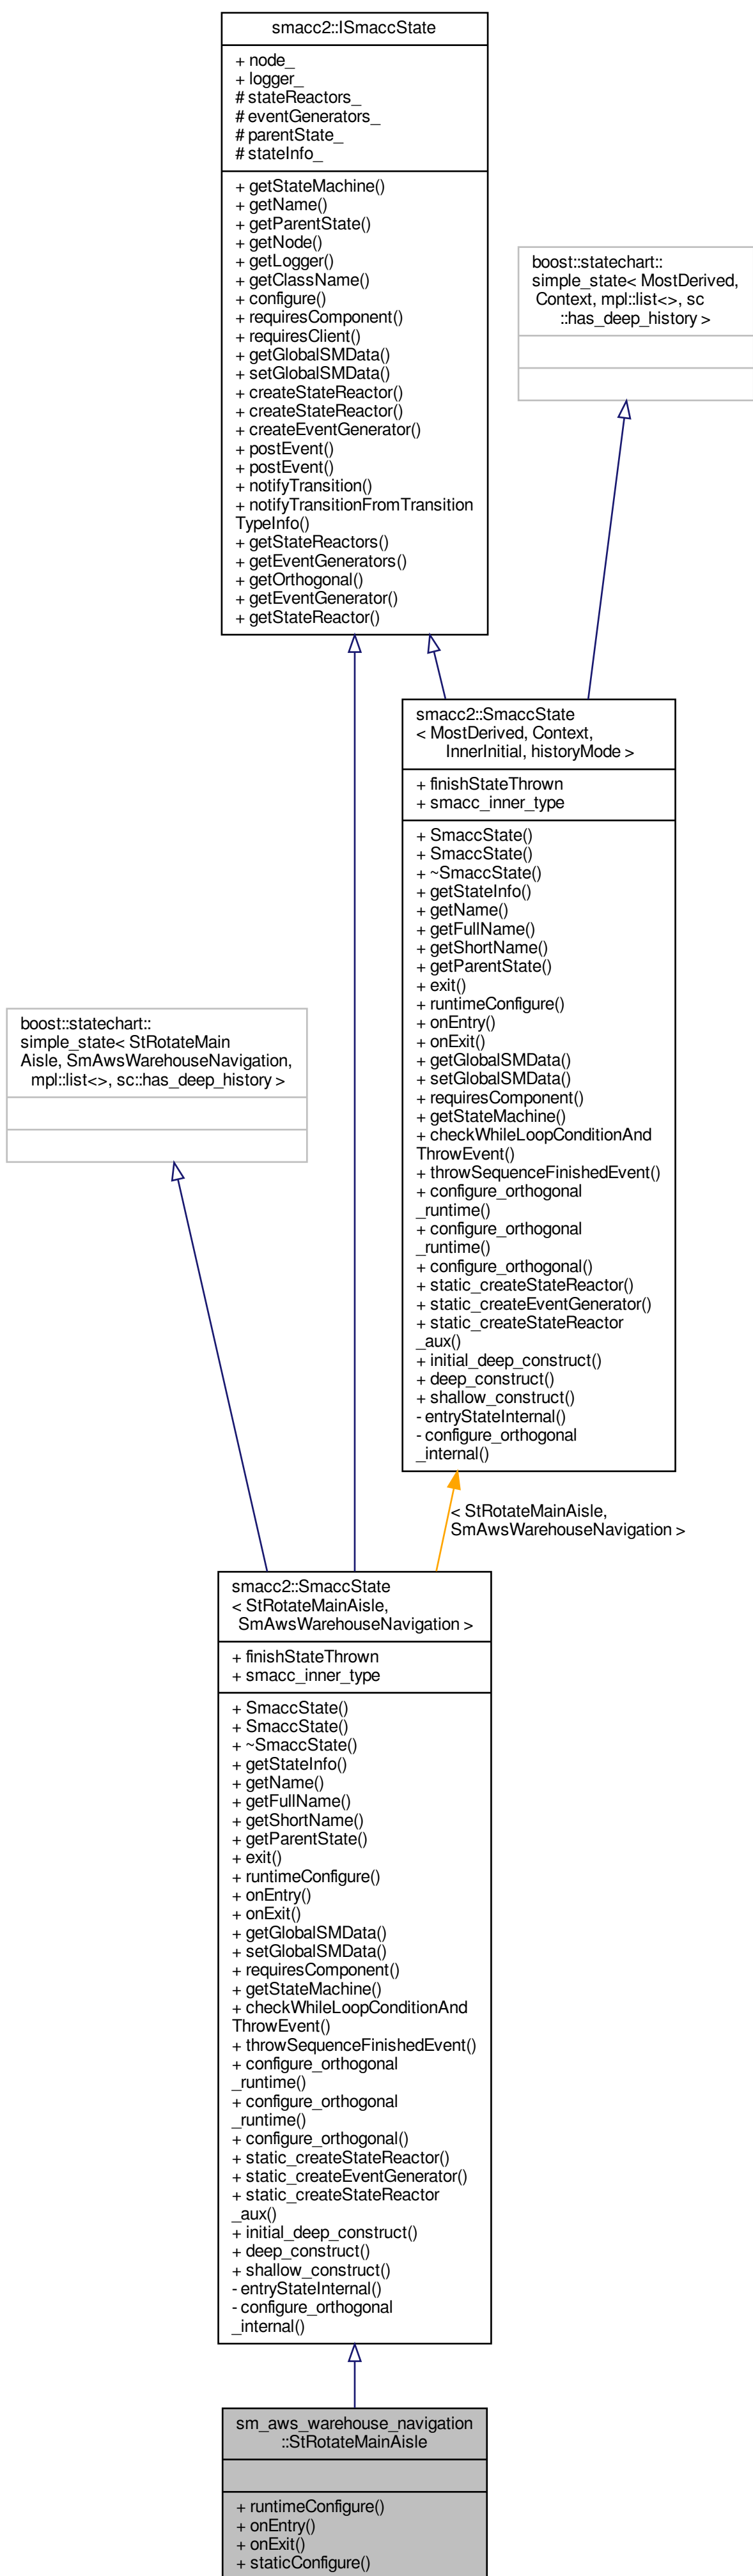 smacc2::ISmaccState
+ node_
+ logger_
# stateReactors_
# eventGenerators_
# parentState_
# stateInfo_
+ getStateMachine()
+ getName()
+ getParentState()
+ getNode()
+ getLogger()
+ getClassName()
+ configure()
+ requiresComponent()
+ requiresClient()
+ getGlobalSMData()
+ setGlobalSMData()
+ createStateReactor()
+ createStateReactor()
+ createEventGenerator()
+ postEvent()
+ postEvent()
+ notifyTransition()
+ notifyTransitionFromTransition
TypeInfo()
+ getStateReactors()
+ getEventGenerators()
+ getOrthogonal()
+ getEventGenerator()
+ getStateReactor()
boost::statechart::
simple_state< MostDerived,
Context, mpl::list<>, sc
::has_deep_history >
smacc2::SmaccState
< MostDerived, Context,
InnerInitial, historyMode >
+ finishStateThrown
+ smacc_inner_type
+ SmaccState()
+ SmaccState()
+ ~SmaccState()
+ getStateInfo()
+ getName()
+ getFullName()
+ getShortName()
+ getParentState()
+ exit()
+ runtimeConfigure()
+ onEntry()
+ onExit()
+ getGlobalSMData()
+ setGlobalSMData()
+ requiresComponent()
+ getStateMachine()
+ checkWhileLoopConditionAnd
ThrowEvent()
+ throwSequenceFinishedEvent()
+ configure_orthogonal
_runtime()
+ configure_orthogonal
_runtime()
+ configure_orthogonal()
+ static_createStateReactor()
+ static_createEventGenerator()
+ static_createStateReactor
_aux()
+ initial_deep_construct()
+ deep_construct()
+ shallow_construct()
- entryStateInternal()
- configure_orthogonal
_internal()
boost::statechart::
simple_state< StRotateMain
Aisle, SmAwsWarehouseNavigation,
mpl::list<>, sc::has_deep_history >
< StRotateMainAisle,
SmAwsWarehouseNavigation >
smacc2::SmaccState
< StRotateMainAisle,
SmAwsWarehouseNavigation >
+ finishStateThrown
+ smacc_inner_type
+ SmaccState()
+ SmaccState()
+ ~SmaccState()
+ getStateInfo()
+ getName()
+ getFullName()
+ getShortName()
+ getParentState()
+ exit()
+ runtimeConfigure()
+ onEntry()
+ onExit()
+ getGlobalSMData()
+ setGlobalSMData()
+ requiresComponent()
+ getStateMachine()
+ checkWhileLoopConditionAnd
ThrowEvent()
+ throwSequenceFinishedEvent()
+ configure_orthogonal
_runtime()
+ configure_orthogonal
_runtime()
+ configure_orthogonal()
+ static_createStateReactor()
+ static_createEventGenerator()
+ static_createStateReactor
_aux()
+ initial_deep_construct()
+ deep_construct()
+ shallow_construct()
- entryStateInternal()
- configure_orthogonal
_internal()
sm_aws_warehouse_navigation
::StRotateMainAisle
+ runtimeConfigure()
+ onEntry()
+ onExit()
+ staticConfigure()